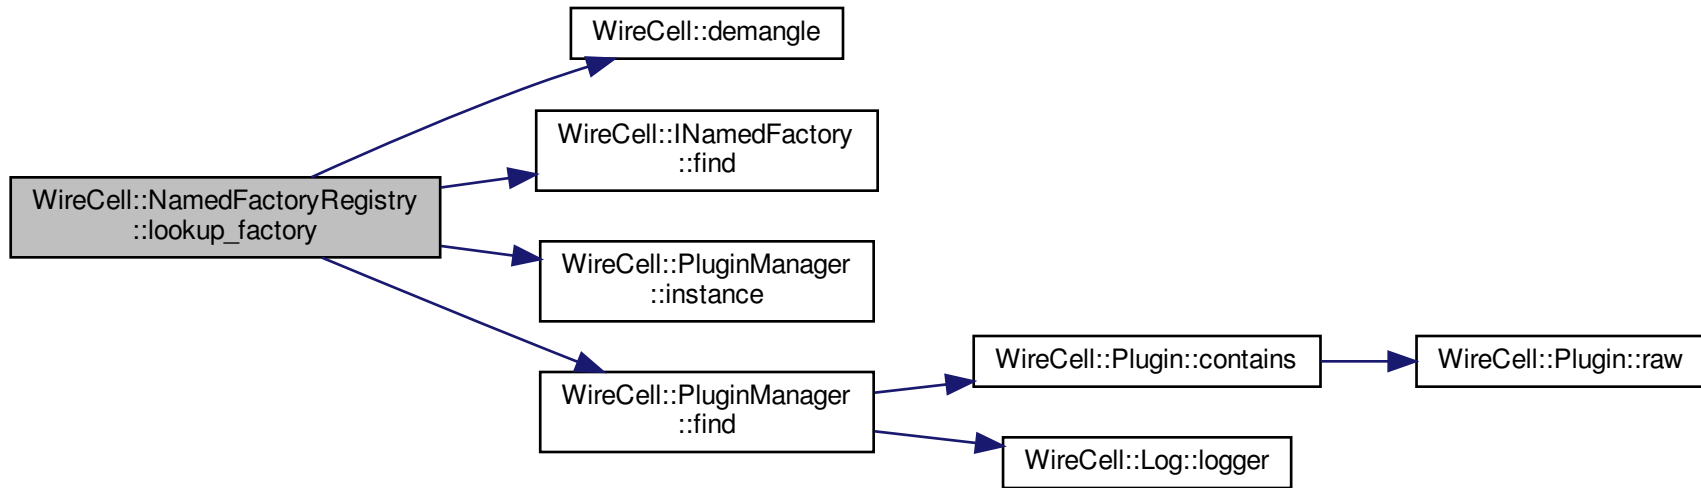 WireCell::demangle
WireCell::INamedFactory
::find
WireCell::NamedFactoryRegistry
::lookup_factory
WireCell::PluginManager
::instance
WireCell::PluginManager
::find
WireCell::Plugin::contains
WireCell::Plugin::raw
WireCell::Log::logger